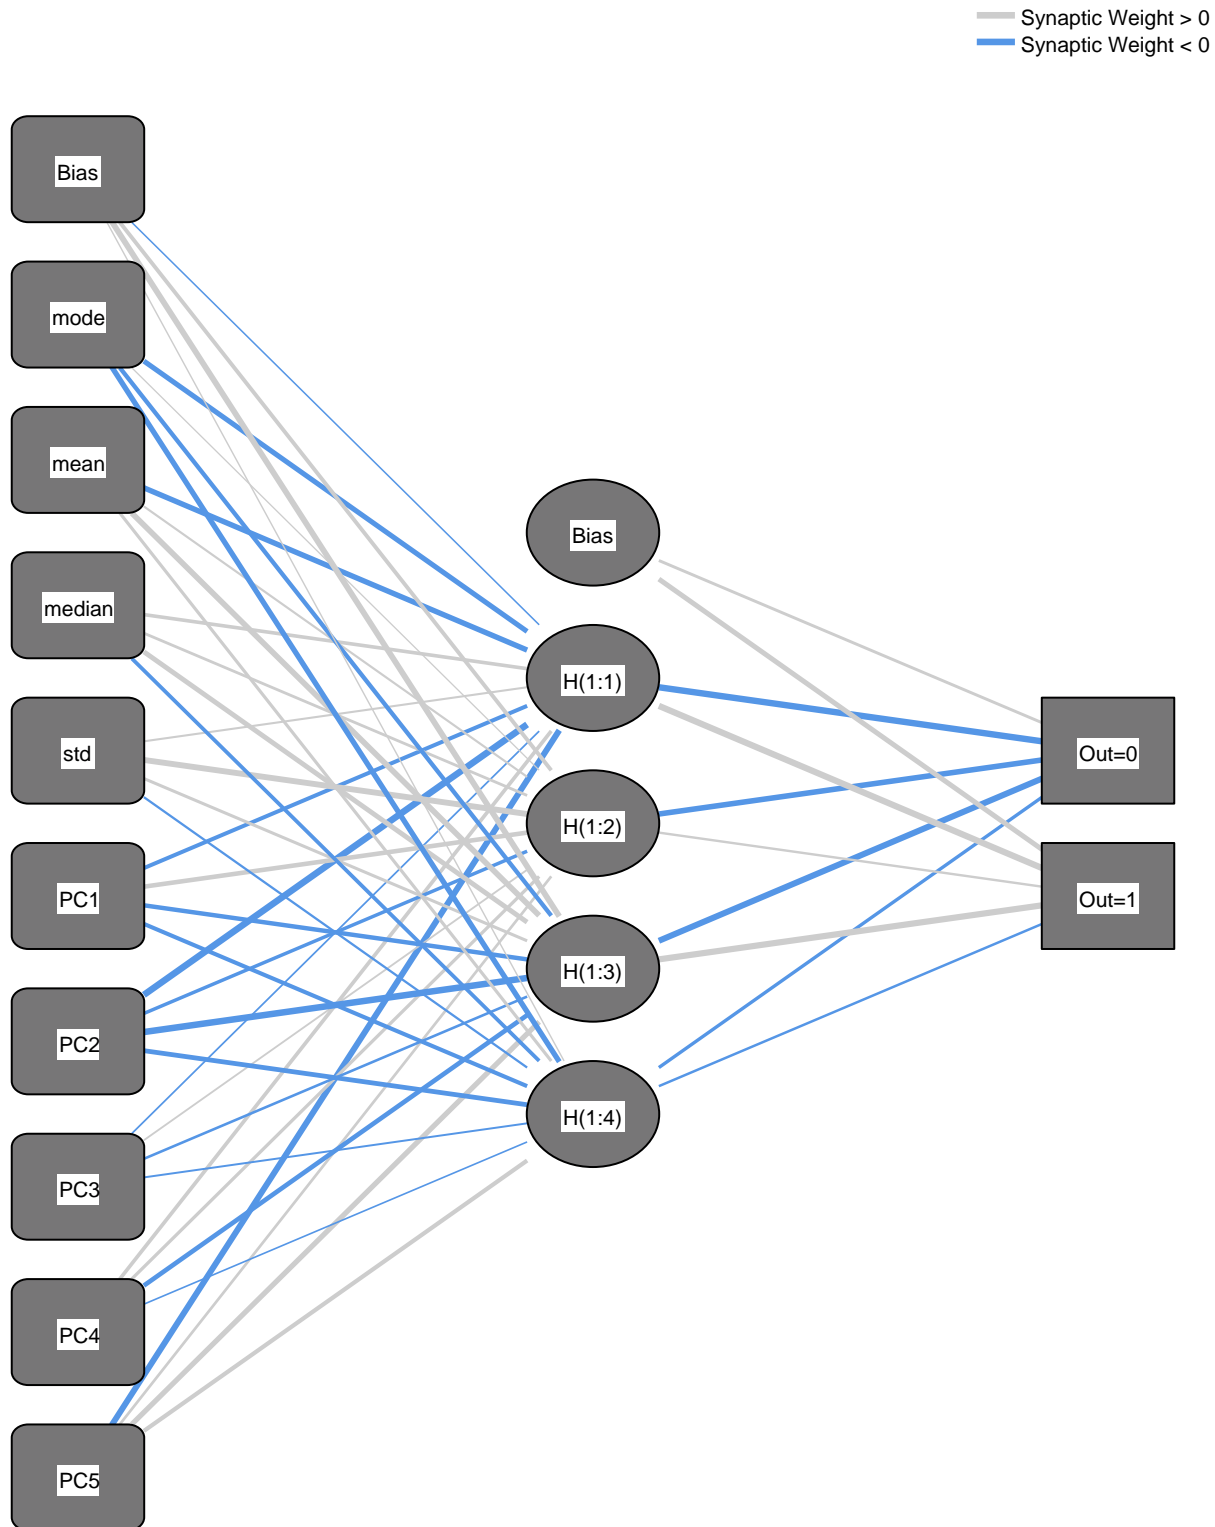 Synaptic Weight > 0
Synaptic Weight < 0
Bias
mode
mean
median
std
PC1
PC2
PC3
PC4
PC5
Bias
H(1:1)
H(1:2)
H(1:3)
H(1:4)
Out=0
Out=1